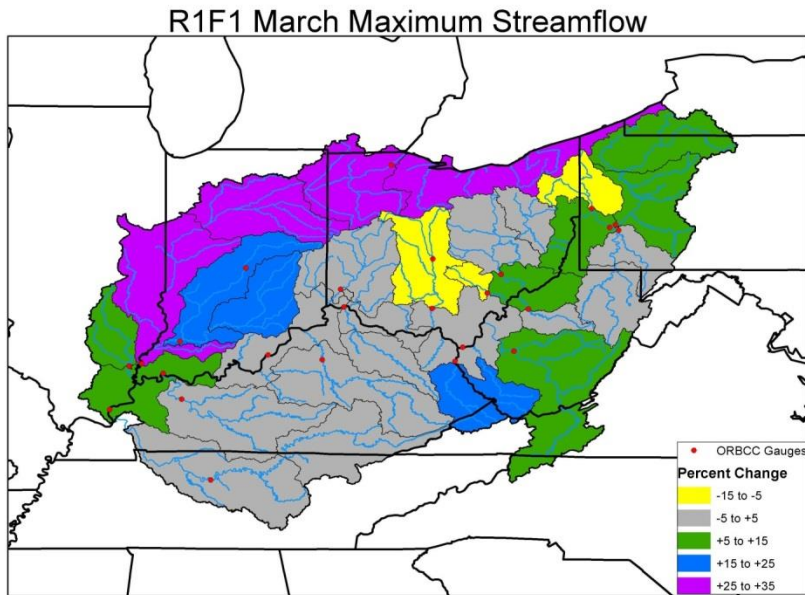 R1F1 March Maximum Streamflow
ORBCC Gauges
Percent Change
-15 to -5
-5 to +5
+5 to +15
+15 to +25
+25 to +35